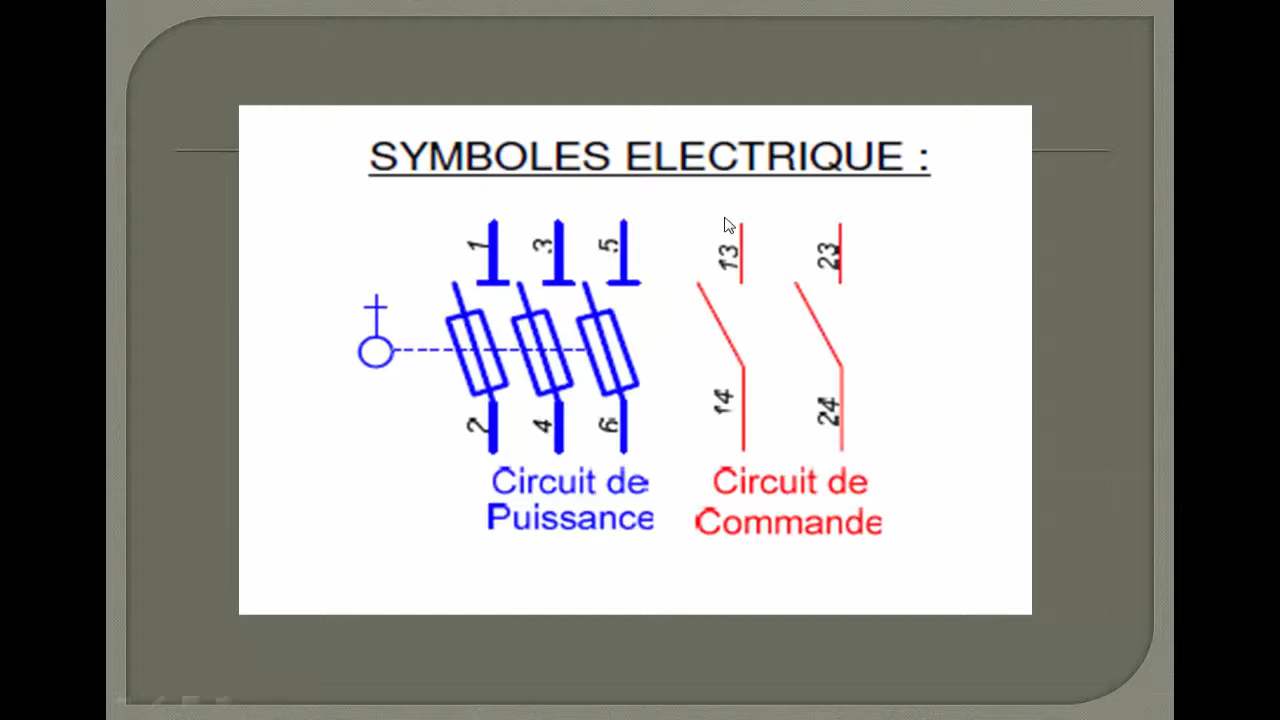 SYMBOLES ELECTRIQUE :
1 3 5 13 23
2 4 6 14 24
Circuit de
Puissance
Circuit de
Commande